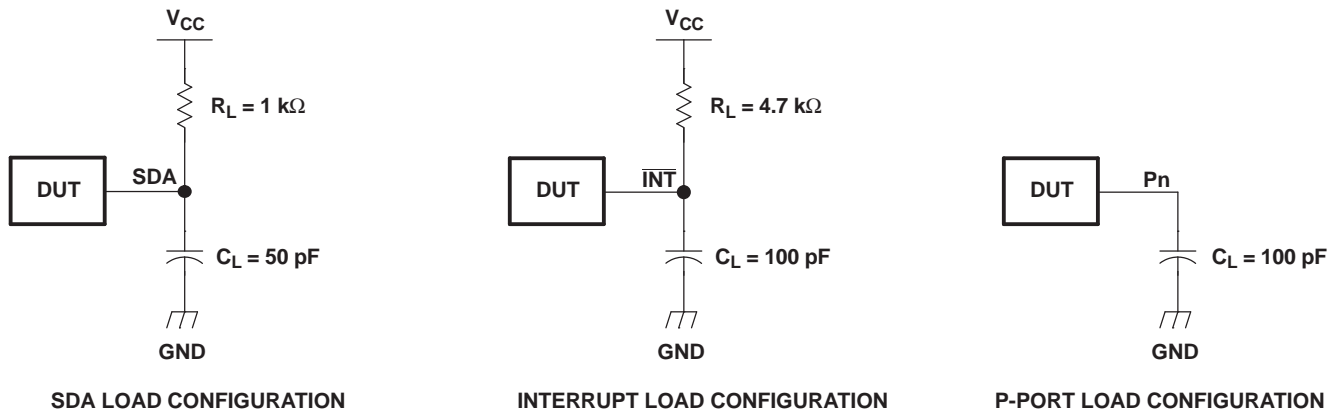 VCC
RL = 1 kΩ
DUT
SDA
CL = 50 pF
GND
SDA LOAD CONFIGURATION
VCC
RL = 4.7 kΩ
DUT
INT
CL = 100 pF
GND
INTERRUPT LOAD CONFIGURATION
DUT
Pn
CL = 100 pF
GND
P-PORT LOAD CONFIGURATION